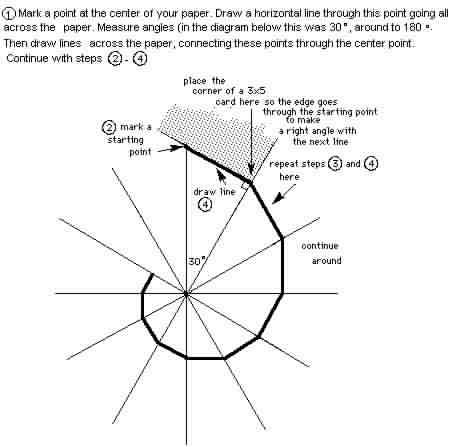 ① Mark a point at the center of your paper. Draw a horizontal line through this point going all
across the paper. Measure angles (in the diagram below this was 30°, around to 180 °.
Then draw lines across the paper, connecting these points through the center point.
Continue with steps ② - ④
place the
corner of a 3x5
card here so the edge goes
through the starting point
to make
a right angle with
the next line
② mark a
starting
point
repeat steps ③ and ④
here
draw line
④
continue
around
30°